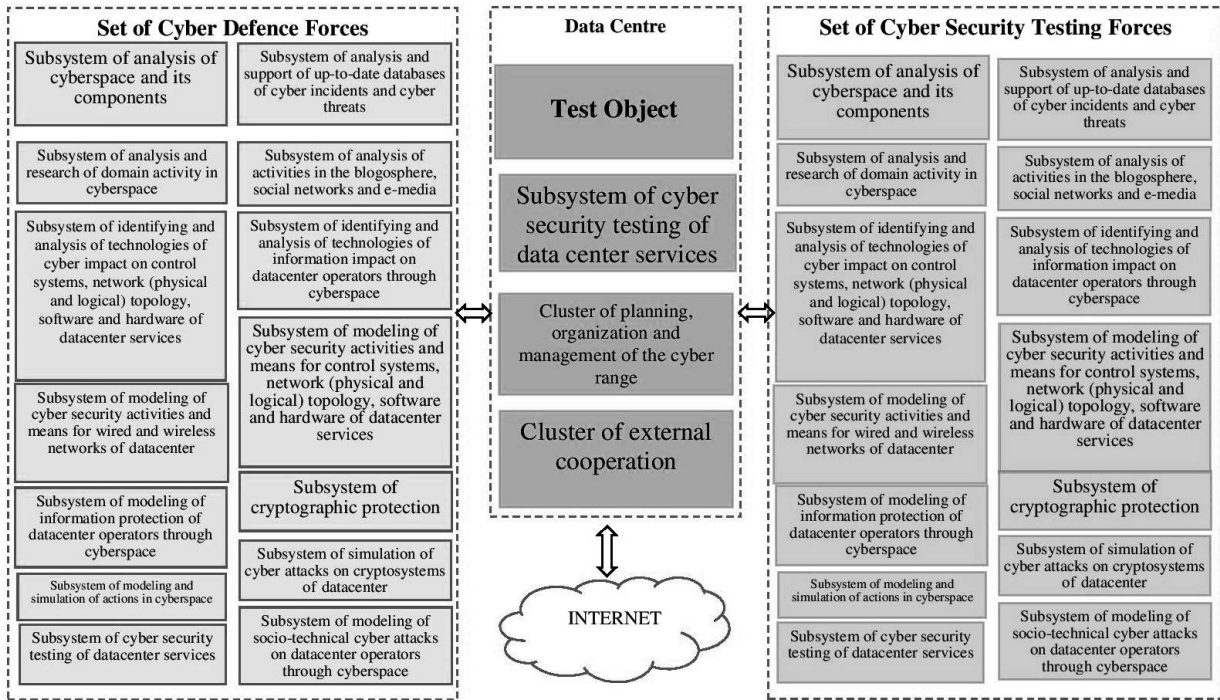 Set of Cyber Defence Forces
Subsystem of analysis of
cyberspace and its
components
Subsystem of analysis and
research of domain activity in
cyberspace
Subsystem of identifying and
analysis of technologies of
cyber impact on control
systems, network (physical
and logical) topology,
software and hardware of
datacenter services
Subsystem of modeling of
cyber security activities and
means for wired and wireless
networks of datacenter
Subsystem of modeling of
information protection of
datacenter operators through
cyberspace
Subsystem of modeling and
simulation of actions in cyberspace
Subsystem of cyber security
testing of datacenter services
Subsystem of analysis and
support of up-to-date databases
of cyber incidents and cyber
threats
Subsystem of analysis of
activities in the blogosphere,
social networks and e-media
Subsystem of identifying and
analysis of technologies of
information impact on
datacenter operators through
cyberspace
Subsystem of modeling of
cyber security activities and
means for control systems,
network (physical and
logical) topology, software
and hardware of datacenter
services
Subsystem of
cryptographic protection
Subsystem of simulation of
cyber attacks on cryptosystems
of datacenter
Subsystem of modeling of
socio-technical cyber attacks
on datacenter operators
through cyberspace
Data Centre
Test Object
Subsystem of cyber
security testing of
data center services
Cluster of planning,
organization and
management of the cyber
range
Cluster of external
cooperation
INTERNET
Set of Cyber Security Testing Forces
Subsystem of analysis of
cyberspace and its
components
Subsystem of analysis and
research of domain activity in
cyberspace
Subsystem of identifying and
analysis of technologies of
cyber impact on control
systems, network (physical
and logical) topology,
software and hardware of
datacenter services
Subsystem of modeling of
cyber security activities and
means for wired and wireless
networks of datacenter
Subsystem of modeling of
information protection of
datacenter operators through
cyberspace
Subsystem of modeling and
simulation of actions in cyberspace
Subsystem of cyber security
testing of datacenter services
Subsystem of analysis and
support of up-to-date databases
of cyber incidents and cyber
threats
Subsystem of analysis of
activities in the blogosphere,
social networks and e-media
Subsystem of identifying and
analysis of technologies of
information impact on
datacenter operators through
cyberspace
Subsystem of modeling of
cyber security activities and
means for control systems,
network (physical and
logical) topology, software
and hardware of datacenter
services
Subsystem of
cryptographic protection
Subsystem of simulation of
cyber attacks on cryptosystems
of datacenter
Subsystem of modeling of
socio-technical cyber attacks
on datacenter operators
through cyberspace